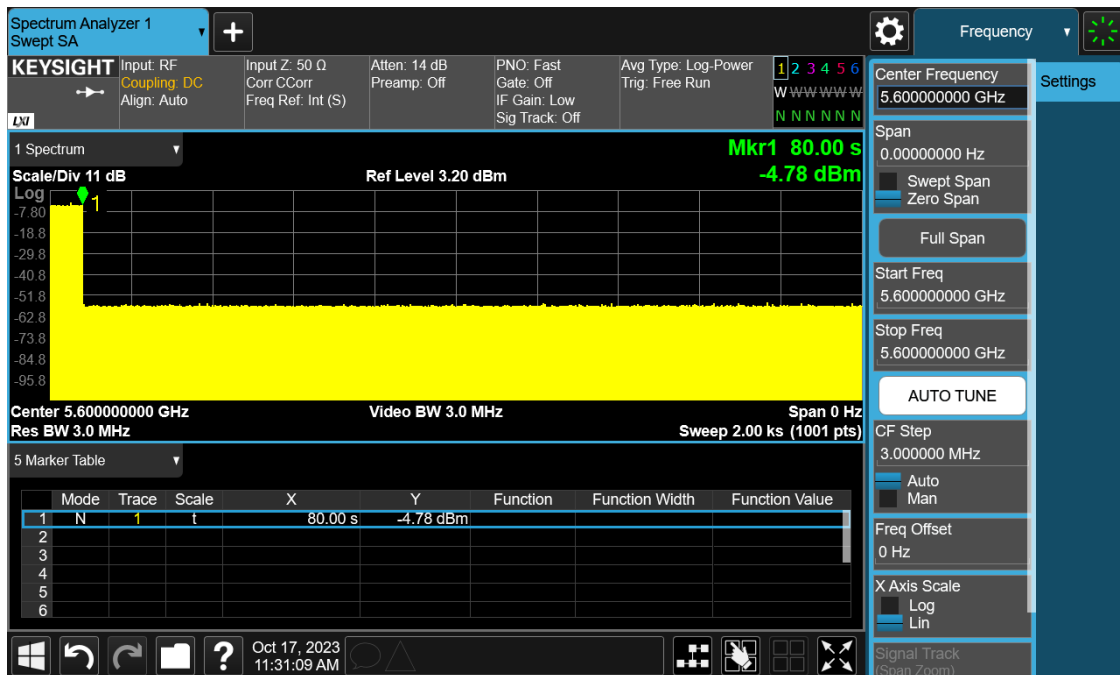 Spectrum Analyzer 1
Swept SA
Frequency
KEYSIGHT
LXI
Input: RF
Coupling: DC
Align: Auto
Input Z: 50 Ω
Corr CCorr
Freq Ref: Int (S)
Atten: 14 dB
Preamp: Off
PNO: Fast
Gate: Off
IF Gain: Low
Sig Track: Off
Avg Type: Log-Power
Trig: Free Run
1 2 3 4 5 6
W W W W W W
N N N N N N
1 Spectrum
Scale/Div 11 dB
Ref Level 3.20 dBm
Mkr1 80.00 s
-4.78 dBm
Log
1
-7.80
-18.8
-29.8
-40.8
-51.8
-62.8
-73.8
-84.8
-95.8
Center 5.600000000 GHz
Video BW 3.0 MHz
Span 0 Hz
Res BW 3.0 MHz
Sweep 2.00 ks (1001 pts)
5 Marker Table
Mode Trace Scale X Y Function Function Width Function Value
1 N 1 t 80.00 s -4.78 dBm
2
3
4
5
6
Oct 17, 2023
11:31:09 AM
Center Frequency
5.600000000 GHz
Settings
Span
0.00000000 Hz
Swept Span
Zero Span
Full Span
Start Freq
5.600000000 GHz
Stop Freq
5.600000000 GHz
AUTO TUNE
CF Step
3.000000 MHz
Auto
Man
Freq Offset
0 Hz
X Axis Scale
Log
Lin
Signal Track
(Span Zoom)